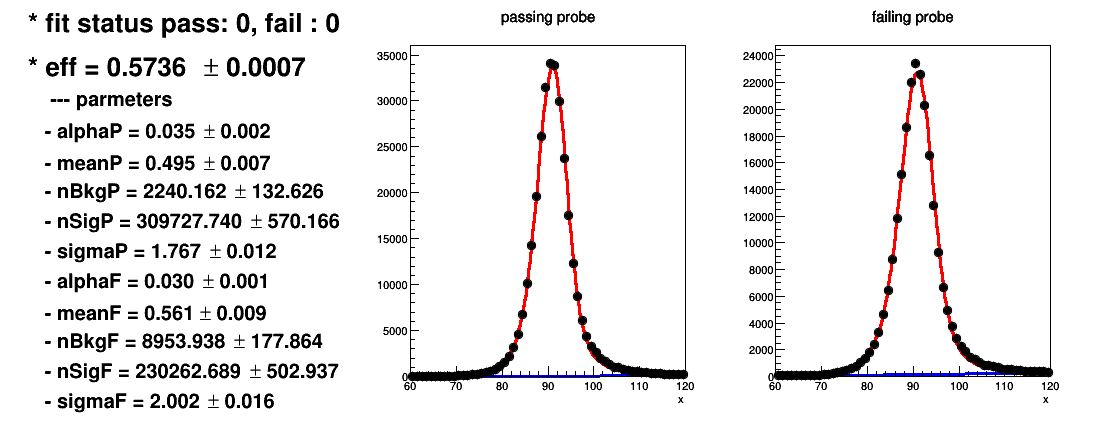 * fit status pass: 0, fail : 0
* eff = 0.5736 ± 0.0007
--- parmeters
- alphaP = 0.035 ± 0.002
- meanP = 0.495 ± 0.007
- nBkgP = 2240.162 ± 132.626
- nSigP = 309727.740 ± 570.166
- sigmaP = 1.767 ± 0.012
- alphaF = 0.030 ± 0.001
- meanF = 0.561 ± 0.009
- nBkgF = 8953.938 ± 177.864
- nSigF = 230262.689 ± 502.937
- sigmaF = 2.002 ± 0.016
passing probe
35000
30000
25000
20000
15000
10000
5000
0
60 70 80 90 100 110 120
x
failing probe
24000
22000
20000
18000
16000
14000
12000
10000
8000
6000
4000
2000
0
60 70 80 90 100 110 120
x